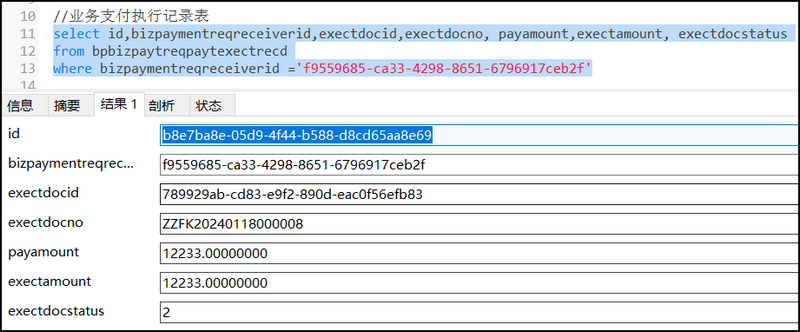 10 //业务支付执行记录表
11 select id,bizpaymentreqreceiverid,exectdocid,exectdocno, payamount,exectamount, exectdocstatus
12 from bpbizpaytreqpaytexectrecd
13 where bizpaymentreqreceiverid ='f9559685-ca33-4298-8651-6796917ceb2f'
14
信息 摘要 结果 1 剖析 状态
id b8e7ba8e-05d9-4f44-b588-d8cd65aa8e69
bizpaymentreqrec... f9559685-ca33-4298-8651-6796917ceb2f
exectdocid 789929ab-cd83-e9f2-890d-eac0f56efb83
exectdocno ZZFK20240118000008
payamount 12233.00000000
exectamount 12233.00000000
exectdocstatus 2